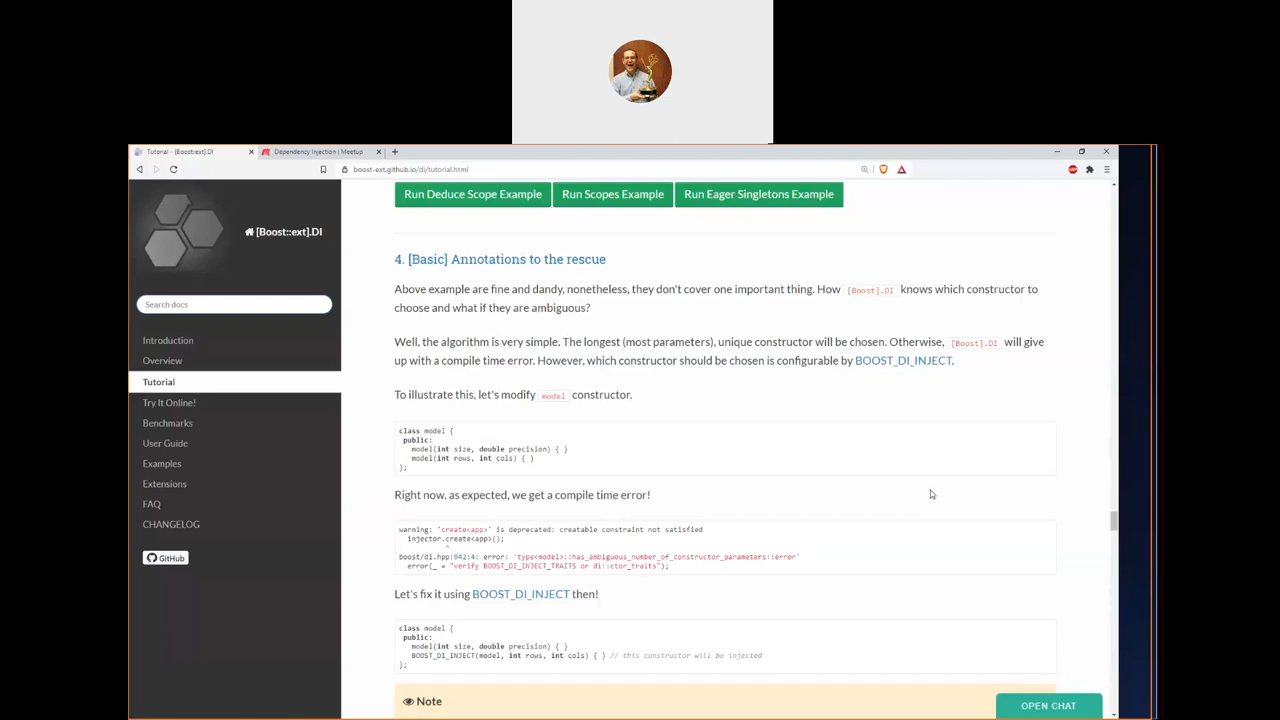 Tutorial - [Boost::ext].DI
Dependency Injection | Meetup
boost-ext.github.io/di/tutorial.html
[Boost::ext].DI
Search docs
Introduction
Overview
Tutorial
Try It Online!
Benchmarks
User Guide
Examples
Extensions
FAQ
CHANGELOG
GitHub
Run Deduce Scope Example
Run Scopes Example
Run Eager Singletons Example
4. [Basic] Annotations to the rescue
Above example are fine and dandy, nonetheless, they don't cover one important thing. How [Boost].DI knows which constructor to
choose and what if they are ambiguous?
Well, the algorithm is very simple. The longest (most parameters), unique constructor will be chosen. Otherwise, [Boost].DI will give
up with a compile time error. However, which constructor should be chosen is configurable by BOOST_DI_INJECT.
To illustrate this, let's modify model constructor.
class model {
public:
model(int size, double precision) { }
model(int rows, int cols) { }
};
Right now, as expected, we get a compile time error!
warning: 'create<app>' is deprecated: creatable constraint not satisfied
injector.create<app>();
^
boost/di.hpp:942:4: error: 'type<model>::has_ambiguous_number_of_constructor_parameters::error'
error(_ = "verify BOOST_DI_INJECT_TRAITS or di::ctor_traits");
Let's fix it using BOOST_DI_INJECT then!
class model {
public:
model(int size, double precision) { }
BOOST_DI_INJECT(model, int rows, int cols) { } // this constructor will be injected
};
Note
OPEN CHAT